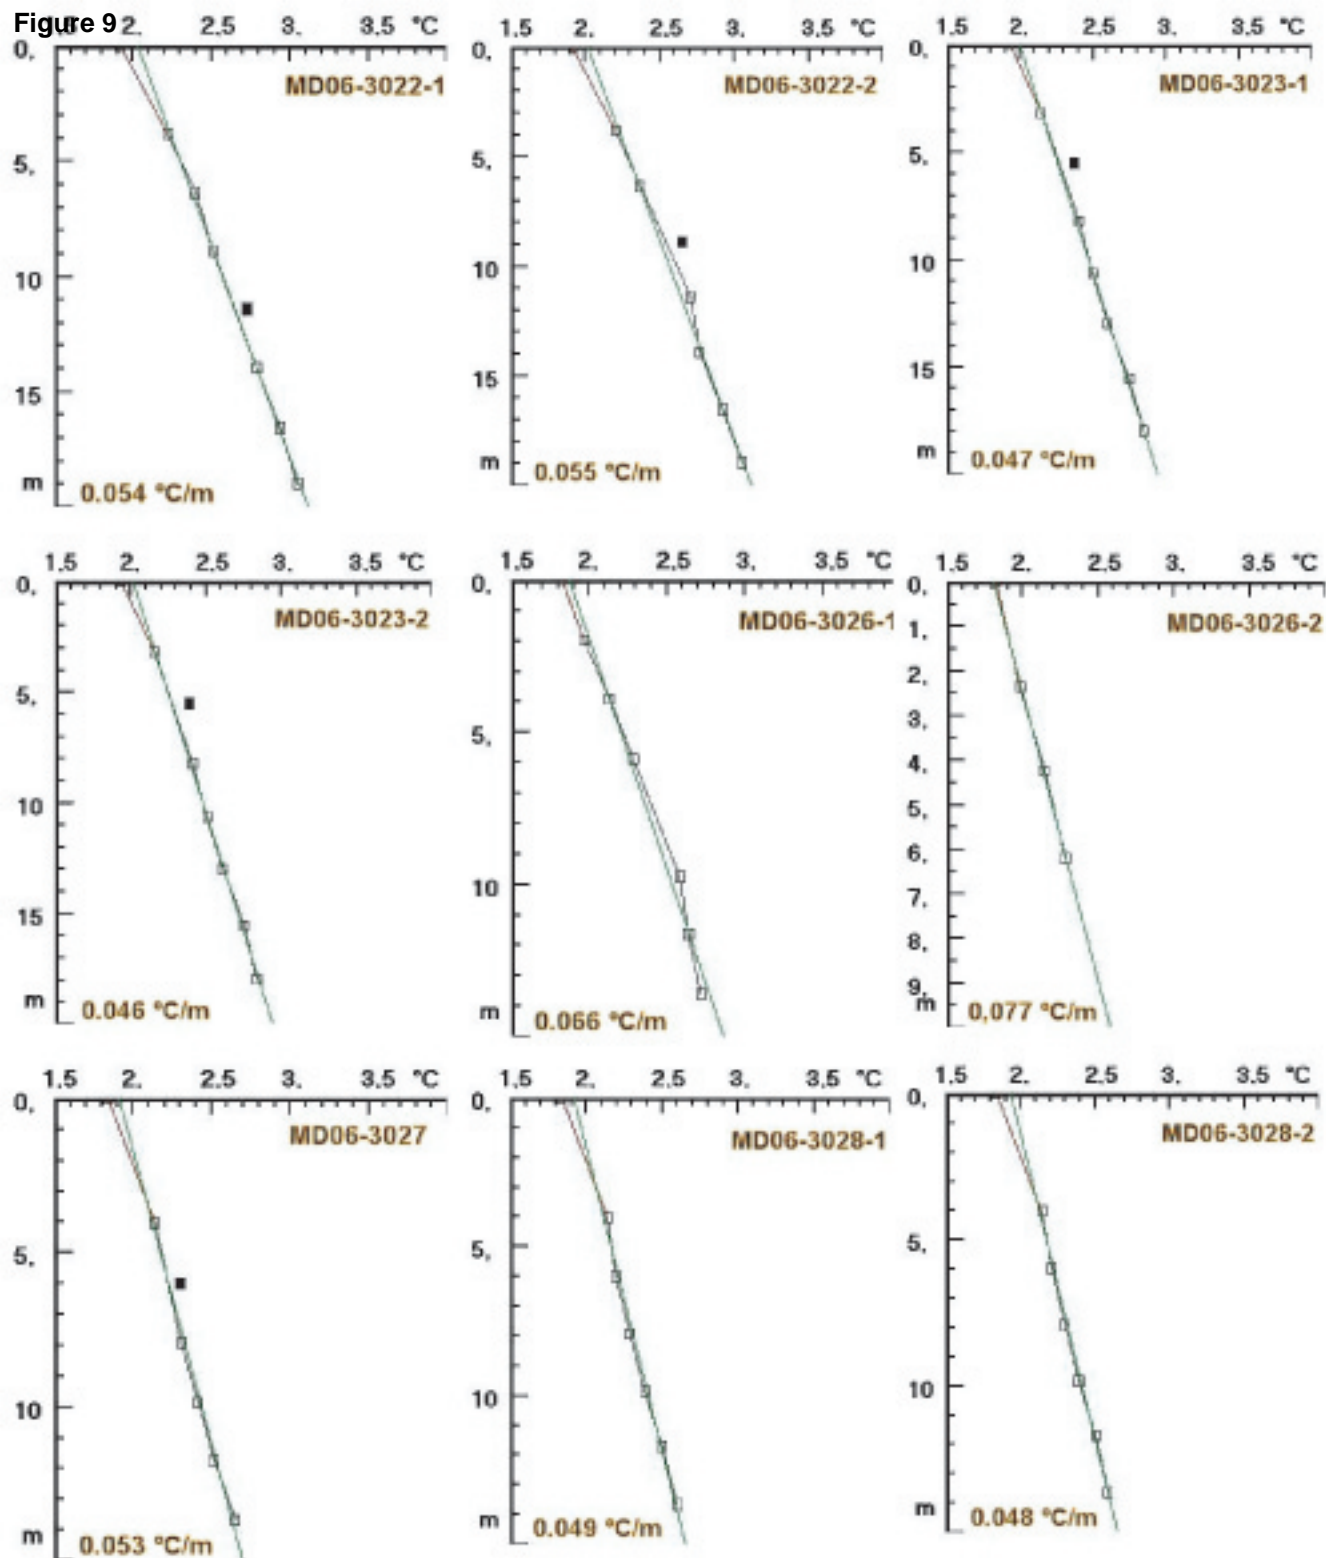 Figure 9
1.5 2. 2.5 3. 3.5 °C
0.
MD06-3022-1
5.
10
15
m
0.054 °C/m
1.5 2. 2.5 3. 3.5 °C
0.
MD06-3022-2
5.
10
15
m
0.055 °C/m
1.5 2. 2.5 3. 3.5 °C
0.
MD06-3023-1
5.
10
15
m
0.047 °C/m
1.5 2. 2.5 3. 3.5 °C
0.
MD06-3023-2
5.
10
15
m
0.046 °C/m
1.5 2. 2.5 3. 3.5 °C
0.
MD06-3026-1
5.
10
m
0.066 °C/m
1.5 2. 2.5 3. 3.5 °C
0.
MD06-3026-2
1.
2.
3.
4.
5.
6.
7.
8.
9.
m
0,077 °C/m
1.5 2. 2.5 3. 3.5 °C
0.
MD06-3027
5.
10
m
0.053 °C/m
1.5 2. 2.5 3. 3.5 °C
0.
MD06-3028-1
5.
10
m
0.049 °C/m
1.5 2. 2.5 3. 3.5 °C
0.
MD06-3028-2
5.
10
m
0.048 °C/m